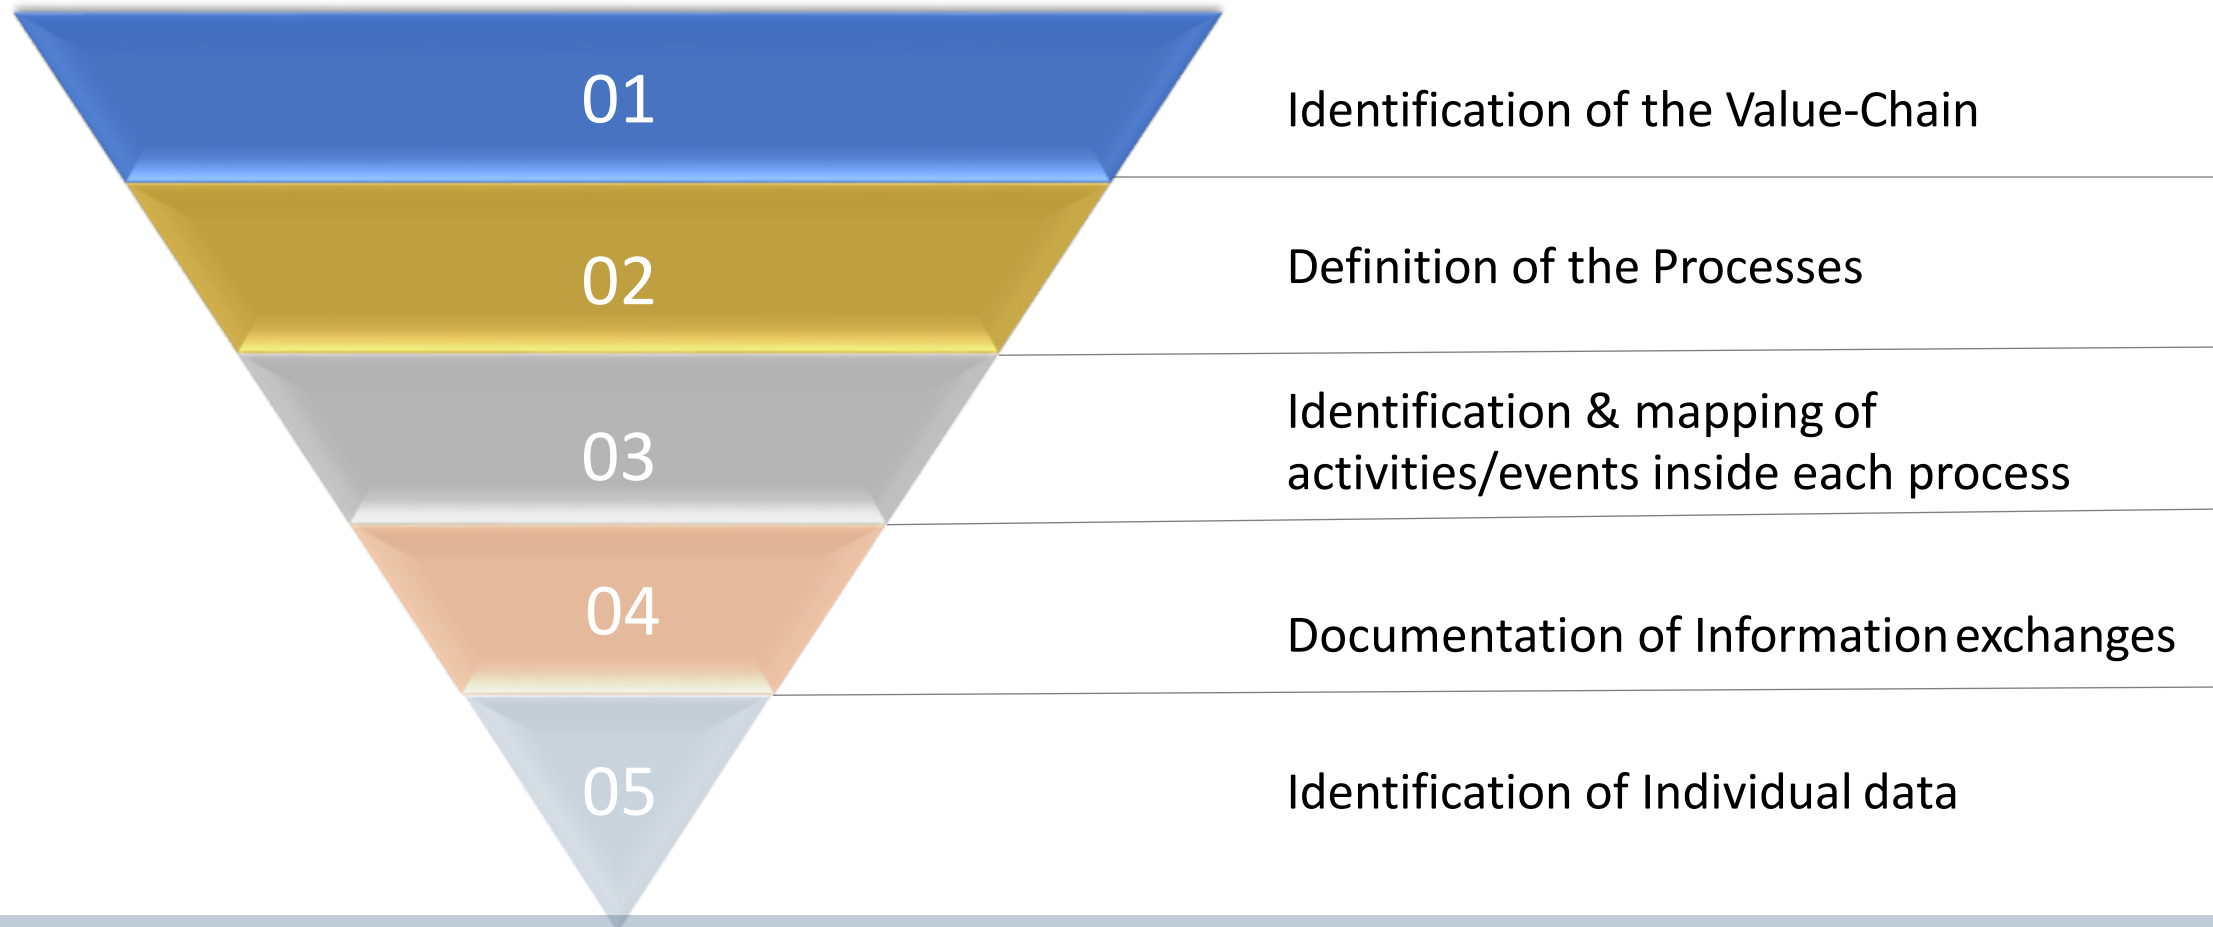 01
Identification of the Value-Chain
02
Definition of the Processes
03
Identification & mapping of
activities/events inside each process
04
Documentation of Information exchanges
05
Identification of Individual data